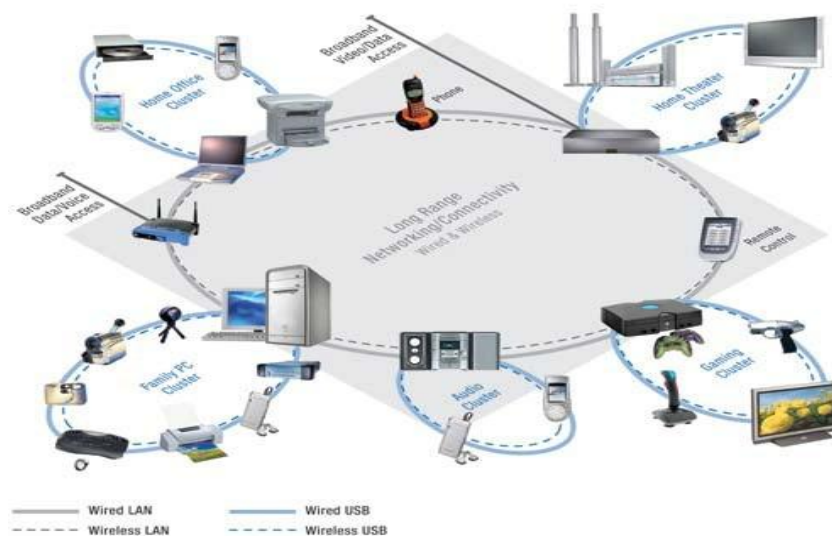 Broadband
Video/Data
Access
Home Office
Cluster
Phone
Home Theater
Cluster
Broadband
Data/Voice
Access
Long Range
Networking/Connectivity
Wired & Wireless
Remote
Control
Family PC
Cluster
Audio
Cluster
Gaming
Cluster
Wired LAN
Wired USB
Wireless LAN
Wireless USB